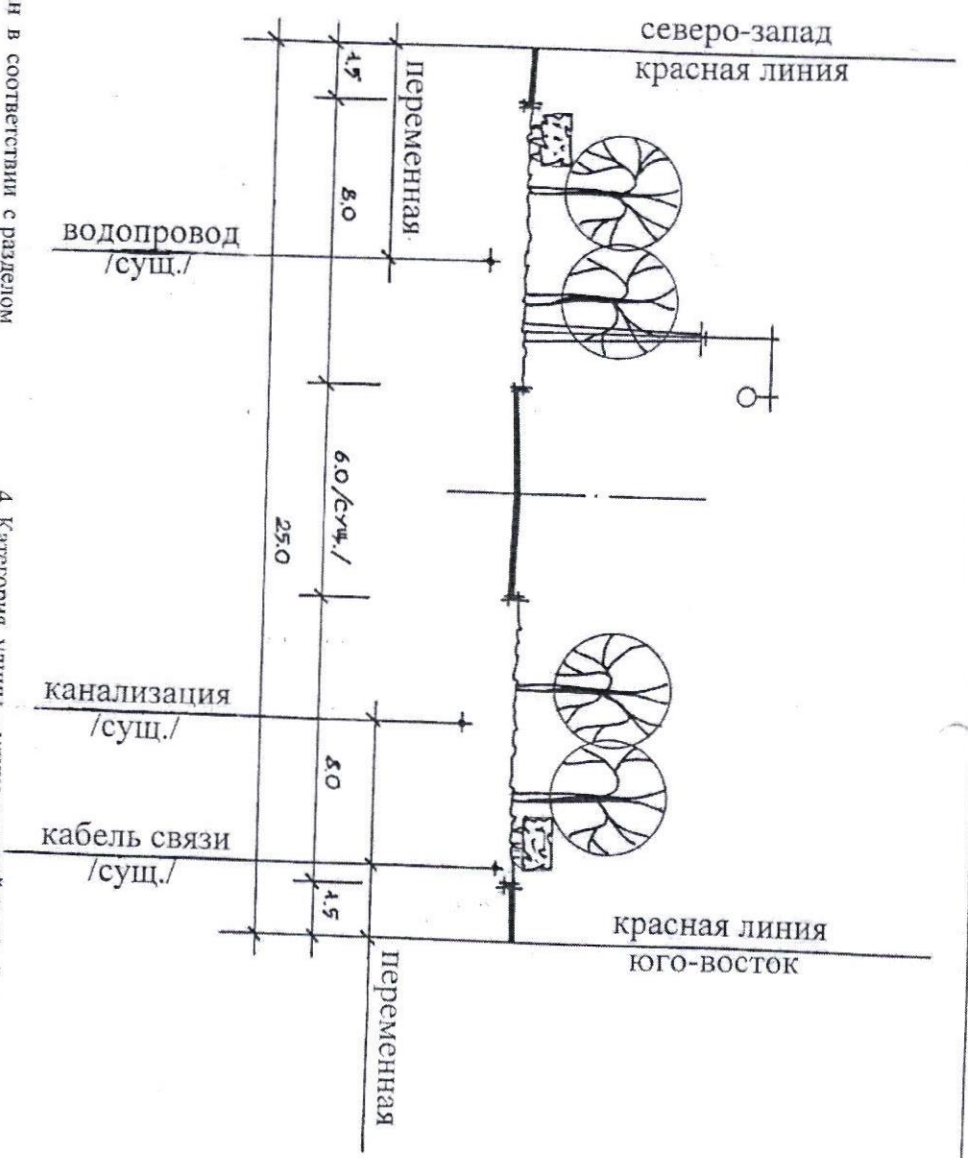 северо-запад
красная линия
1,5
переменная
8,0
водопровод
/сущ./
6.0/сущ./
25.0
канализация
/сущ./
8.0
кабель связи
/сущ./
1.5
красная линия
юго-восток
переменная
н в соответствии с разделом
4. Категория улицы